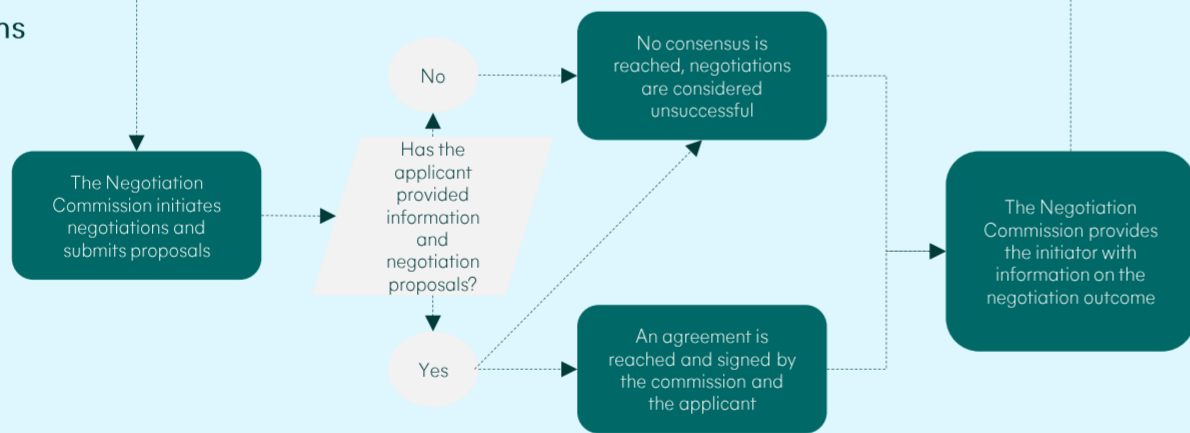 ns
The Negotiation
Commission initiates
negotiations and
submits proposals
Has the
applicant
provided
information
and
negotiation
proposals?
No
Yes
No consensus is
reached, negotiations
are considered
unsuccessful
An agreement is
reached and signed by
the commission and
the applicant
The Negotiation
Commission provides
the initiator with
information on the
negotiation outcome